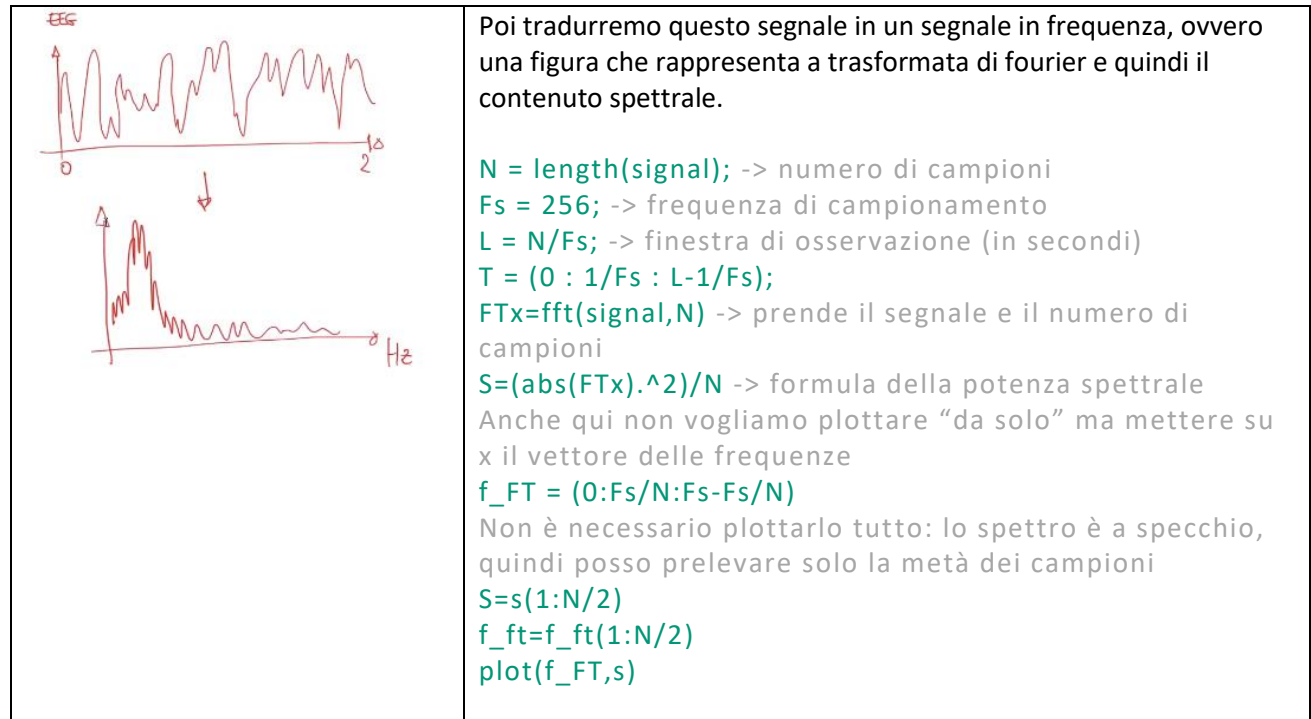 EEG
0
2
Hz
Poi tradurremo questo segnale in un segnale in frequenza, ovvero
una figura che rappresenta a trasformata di fourier e quindi il
contenuto spettrale.
N = length(signal); -> numero di campioni
Fs = 256; -> frequenza di campionamento
L = N/Fs; -> finestra di osservazione (in secondi)
T = (0 : 1/Fs : L-1/Fs);
FTx=fft(signal,N) -> prende il segnale e il numero di
campioni
S=(abs(FTx).^2)/N -> formula della potenza spettrale
Anche qui non vogliamo plottare “da solo” ma mettere su
x il vettore delle frequenze
f_FT = (0:Fs/N:Fs-Fs/N)
Non è necessario plottarlo tutto: lo spettro è a specchio,
quindi posso prelevare solo la metà dei campioni
S=s(1:N/2)
f_ft=f_ft(1:N/2)
plot(f_FT,s)